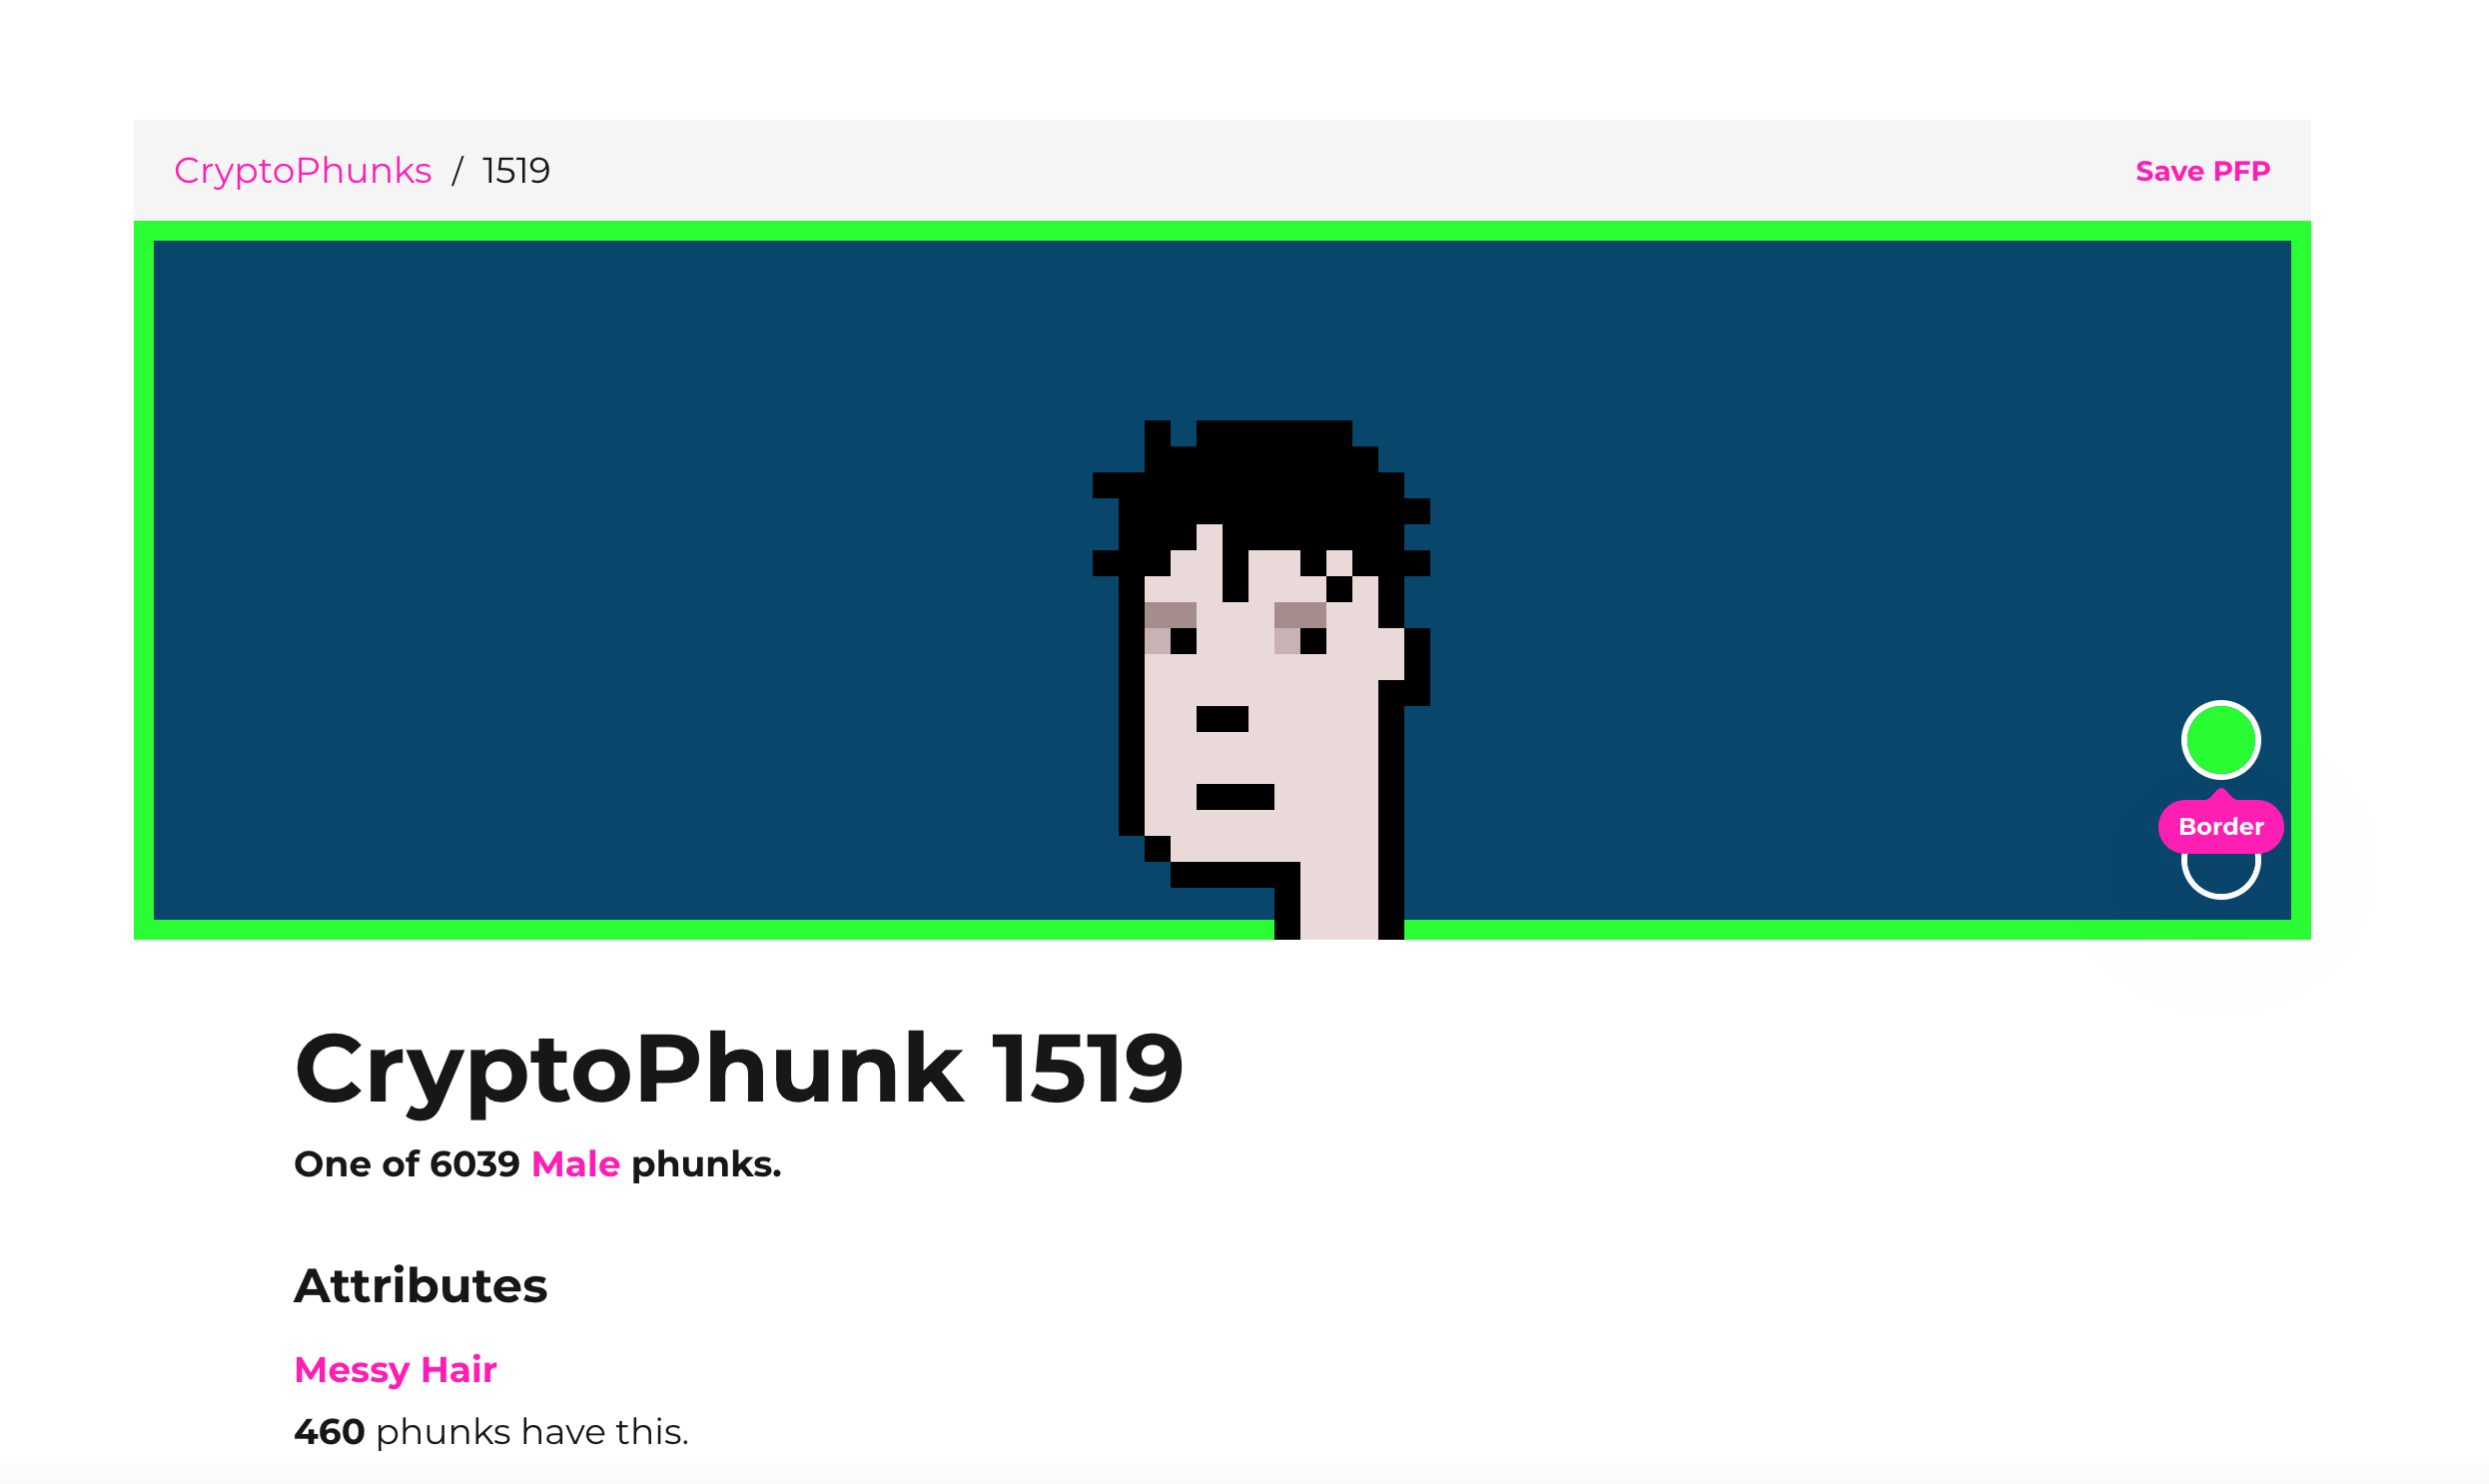 CryptoPhunks / 1519
Save PFP
Border
CryptoPhunk 1519
One of 6039 Male phunks.
Attributes
Messy Hair
460 phunks have this.